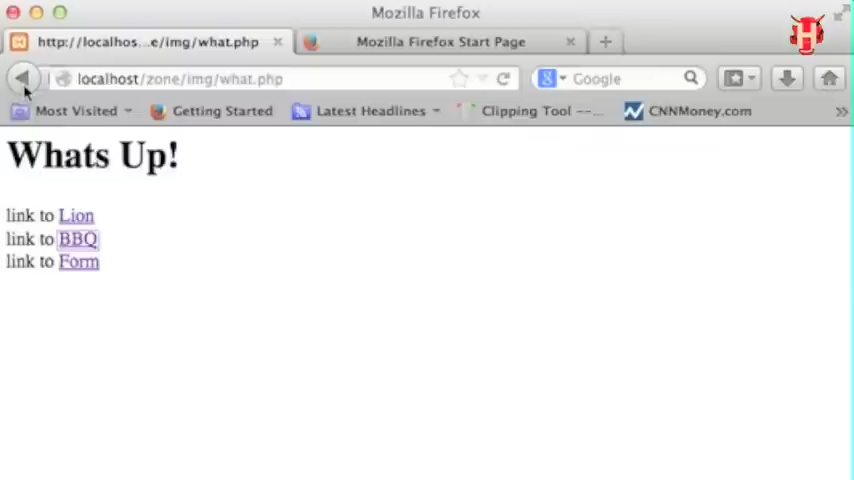 Mozilla Firefox
http://localhos...e/img/what.php
Mozilla Firefox Start Page
H
localhost/zone/img/what.php
Google
Most Visited
Getting Started
Latest Headlines
Clipping Tool --...
CNNMoney.com
Whats Up!
link to Lion
link to BBQ
link to Form